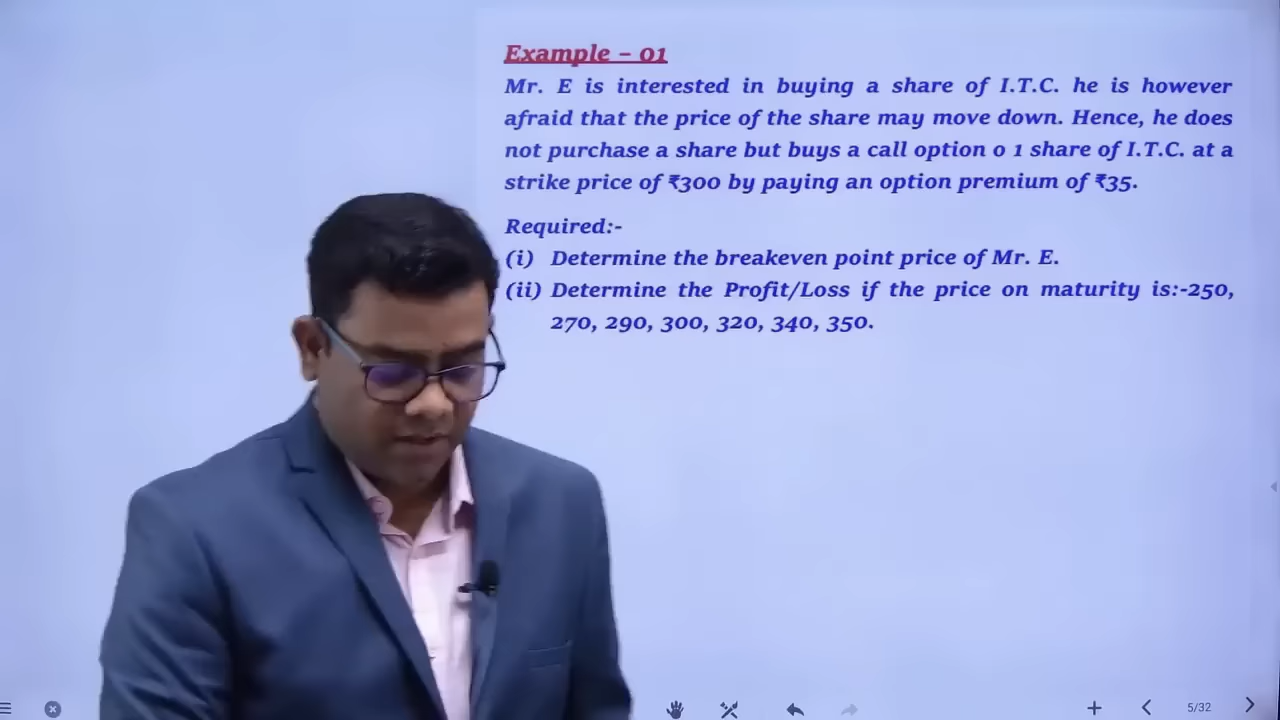 Example – 01
Mr. E is interested in buying a share of I.T.C. he is however
afraid that the price of the share may move down. Hence, he does
not purchase a share but buys a call option o 1 share of I.T.C. at a
strike price of ₹300 by paying an option premium of ₹35.
Required:-
(i) Determine the breakeven point price of Mr. E.
(ii) Determine the Profit/Loss if the price on maturity is:-250,
270, 290, 300, 320, 340, 350.
5/32